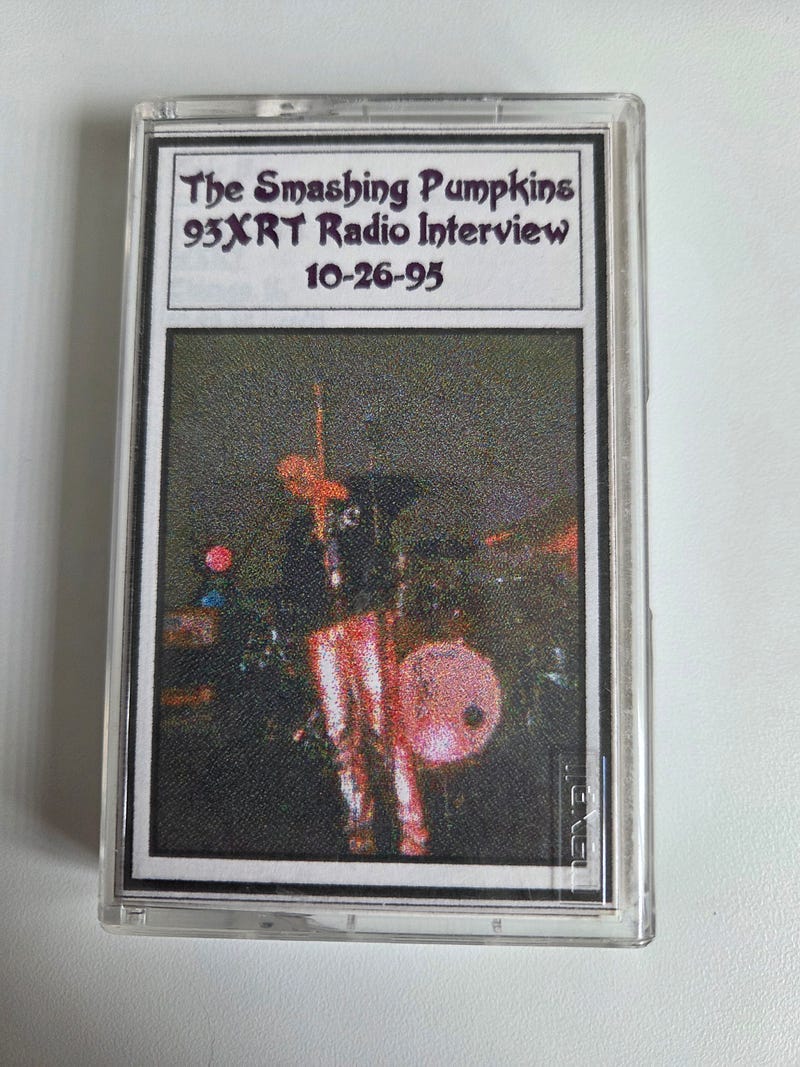 The Smashing Pumpkins
93XRT Radio Interview
10-26-95
maxell